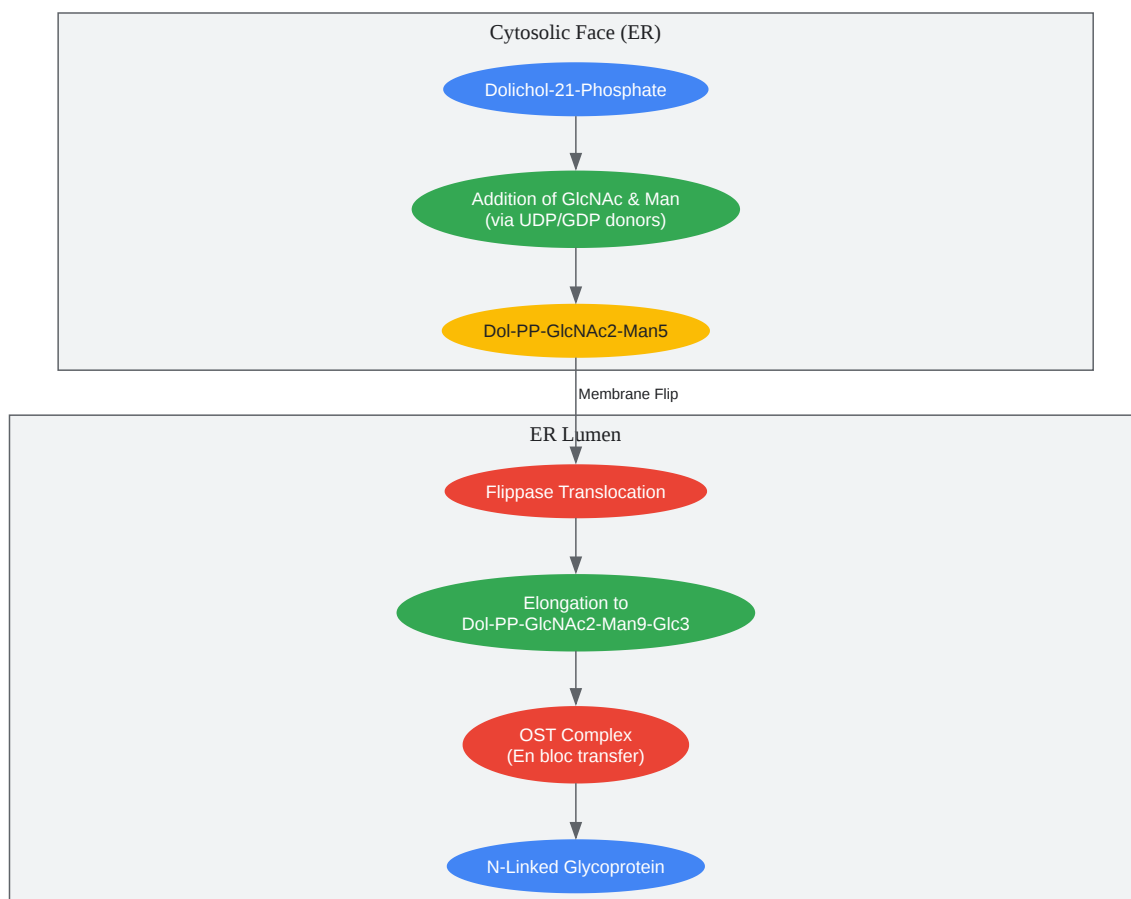 Cytosolic Face (ER)
Dolichol-21-Phosphate
Addition of GlcNAc & Man
(via UDP/GDP donors)
Dol-PP-GlcNAc2-Man5
Membrane Flip
ER Lumen
Flippase Translocation
Elongation to
Dol-PP-GlcNAc2-Man9-Glc3
OST Complex
(En bloc transfer)
N-Linked Glycoprotein